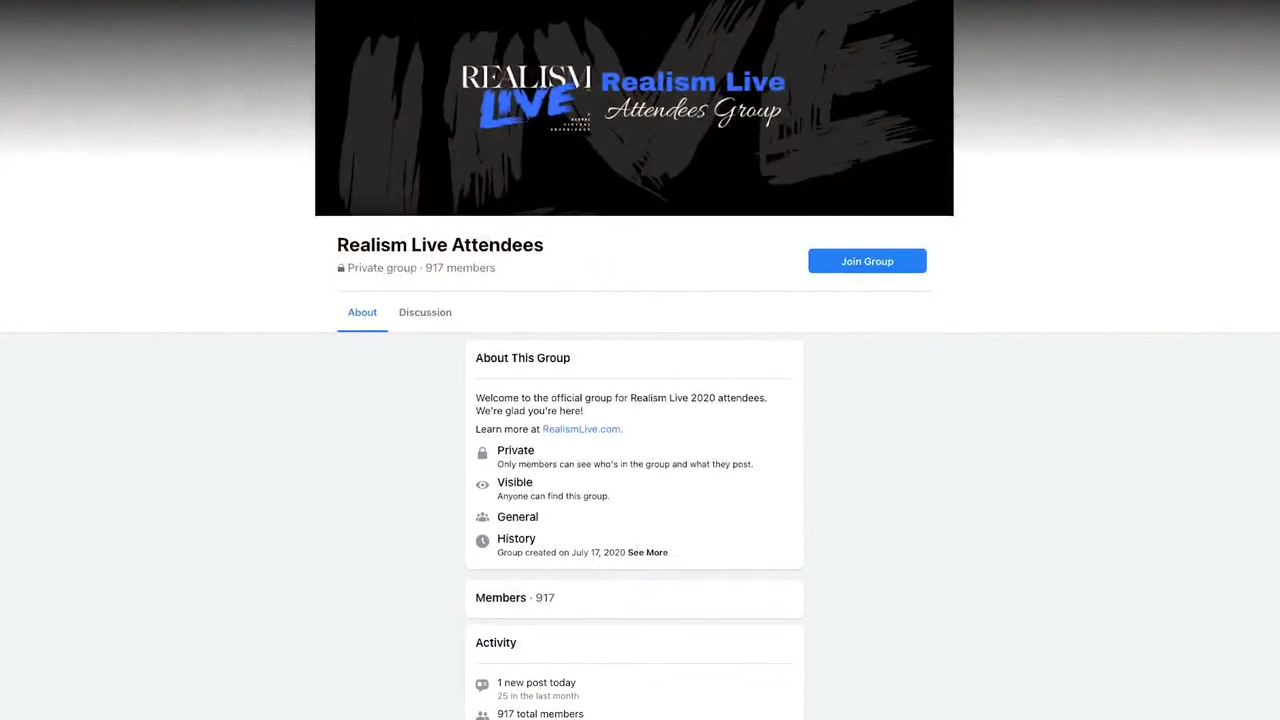 REALISM
LIVE
GLOBAL
VIRTUAL
EXPERIENCE
Realism Live
Attendees Group
Realism Live Attendees
Private group · 917 members
Join Group
About
Discussion
About This Group
Welcome to the official group for Realism Live 2020 attendees.
We're glad you're here!
Learn more at RealismLive.com.
Private
Only members can see who's in the group and what they post.
Visible
Anyone can find this group.
General
History
Group created on July 17, 2020 See More
Members · 917
Activity
1 new post today
25 in the last month
917 total members